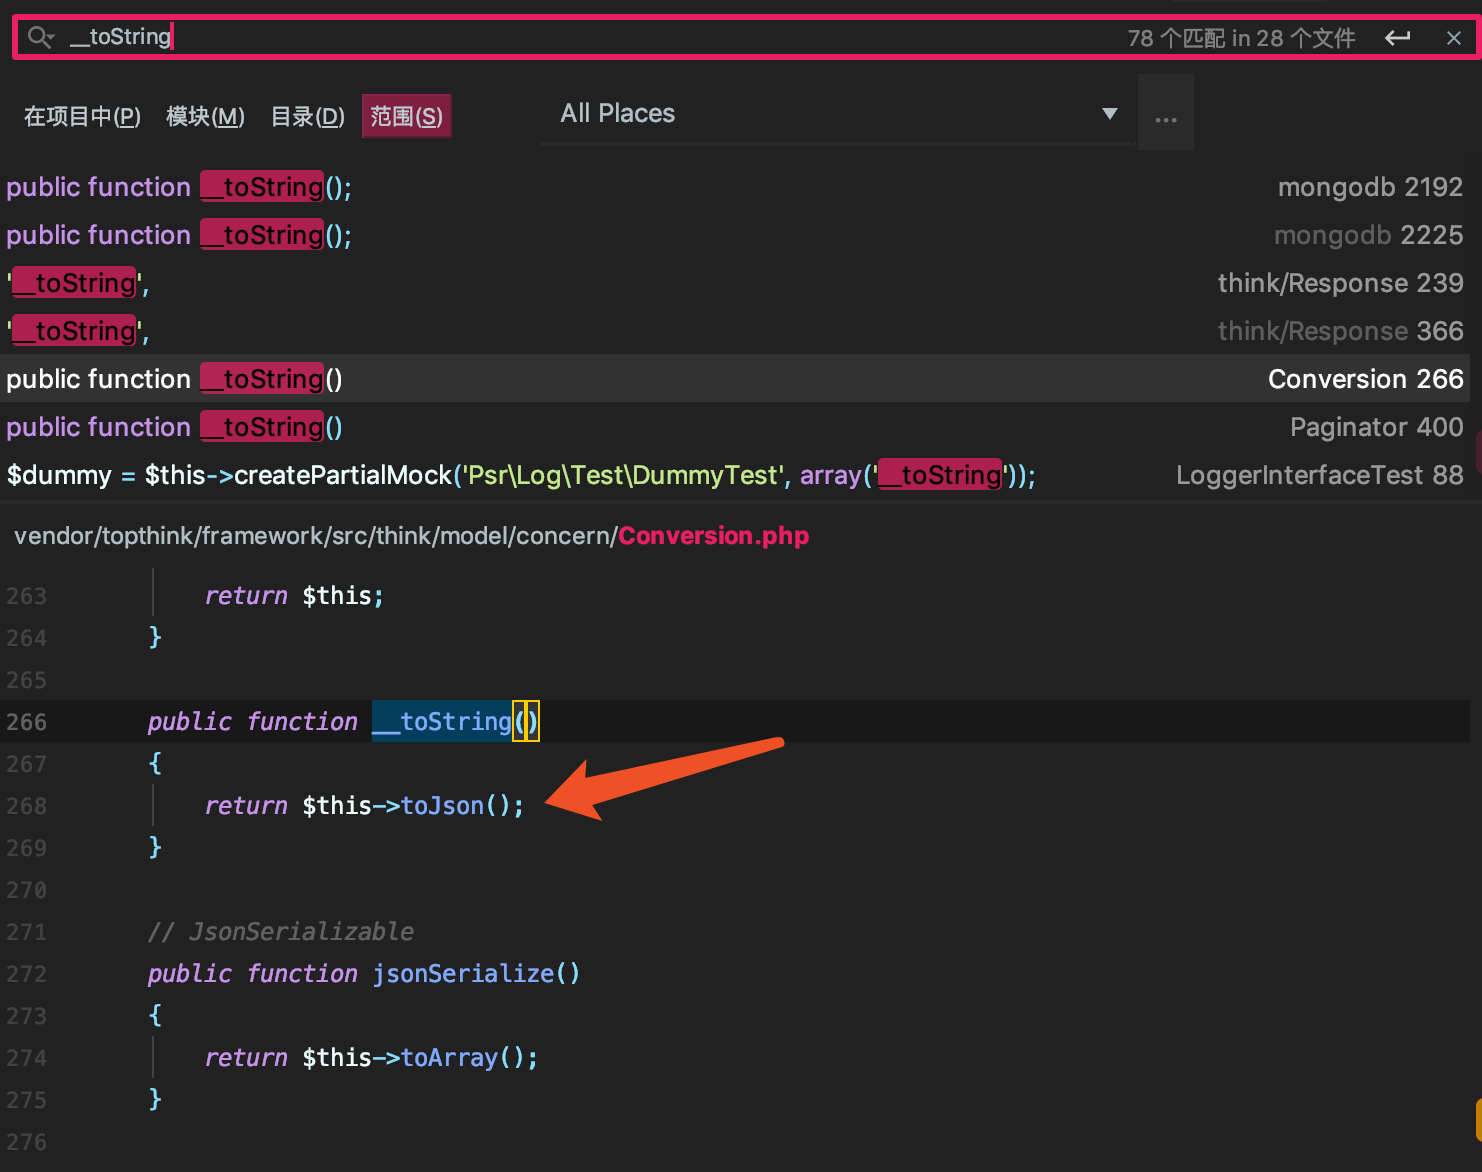 __toString 78 个匹配 in 28 个文件
在项目中(P) 模块(M) 目录(D) 范围(S) All Places ...
public function __toString(); mongodb 2192
public function __toString(); mongodb 2225
'__toString', think/Response 239
'__toString', think/Response 366
public function __toString() Conversion 266
public function __toString() Paginator 400
$dummy = $this->createPartialMock('Psr\Log\Test\DummyTest', array('__toString')); LoggerInterfaceTest 88
vendor/topthink/framework/src/think/model/concern/Conversion.php
263 return $this;
264 }
265
266 public function __toString()
267 {
268 return $this->toJson();
269 }
270
271 // JsonSerializable
272 public function jsonSerialize()
273 {
274 return $this->toArray();
275 }
276